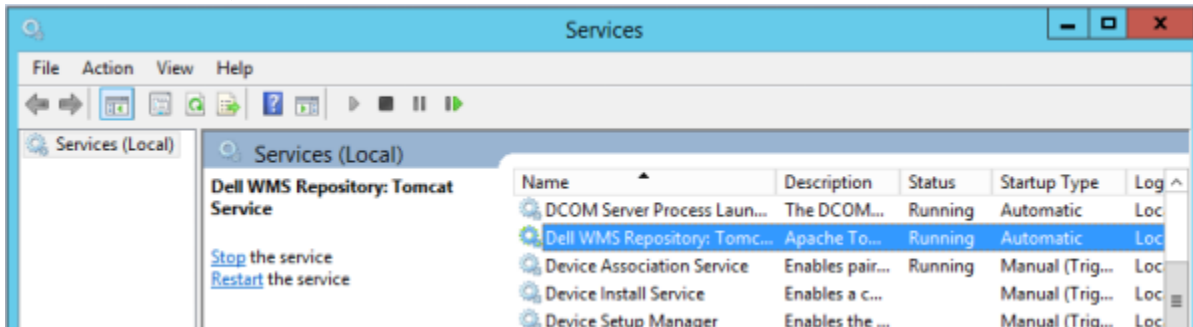 Services
File Action View Help
Services (Local)
Services (Local)
Dell WMS Repository: Tomcat
Service
Stop the service
Restart the service
Name Description Status Startup Type Log
DCOM Server Process Laun... The DCOM... Running Automatic Loc
Dell WMS Repository: Tomc... Apache To... Running Automatic Loc
Device Association Service Enables pair... Running Manual (Trig... Loc
Device Install Service Enables a c... Manual (Trig... Loc
Device Setup Manager Enables the ... Manual (Trig... Loc